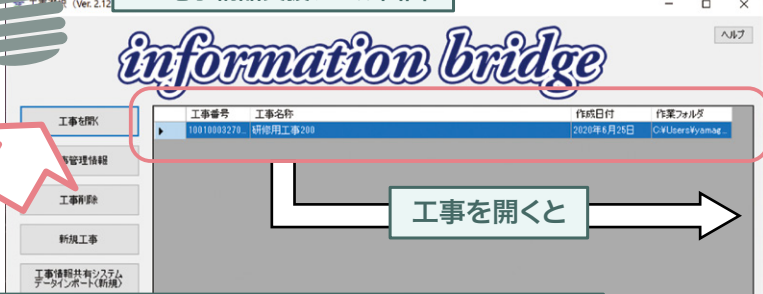 (Ver. 2.12
ヘルプ
information bridge
工事を開く
工事番号 工事名称 作成日付 作業フォルダ
10010003270... 研修用工事200 2020年6月25日 C:¥Users¥yamag...
事管理情報
工事を開くと
工事削除
新規工事
工事情報共有システム
データインポート(新規)